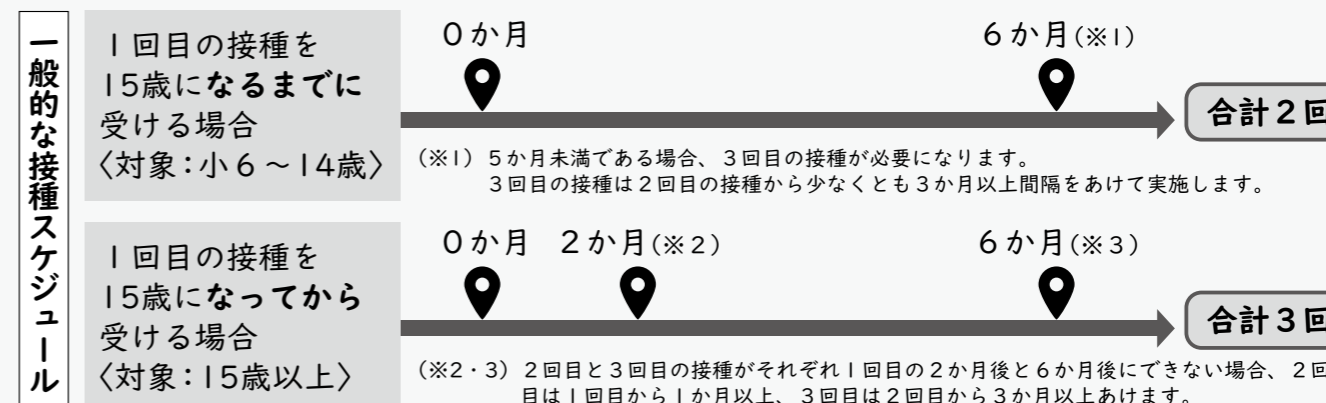 一般的な接種スケジュール
1回目の接種を
15歳になるまでに
受ける場合
〈対象：小6～14歳〉
0か月
6か月(※1)
合計2回
(※1) 5か月未満である場合、3回目の接種が必要になります。
3回目の接種は2回目の接種から少なくとも3か月以上間隔をあけて実施します。
1回目の接種を
15歳になってから
受ける場合
〈対象：15歳以上〉
0か月 2か月(※2)
6か月(※3)
合計3回
(※2・3) 2回目と3回目の接種がそれぞれ1回目の2か月後と6か月後にできない場合、2回
目は1回目から1か月以上、3回目は2回目から3か月以上あけます。